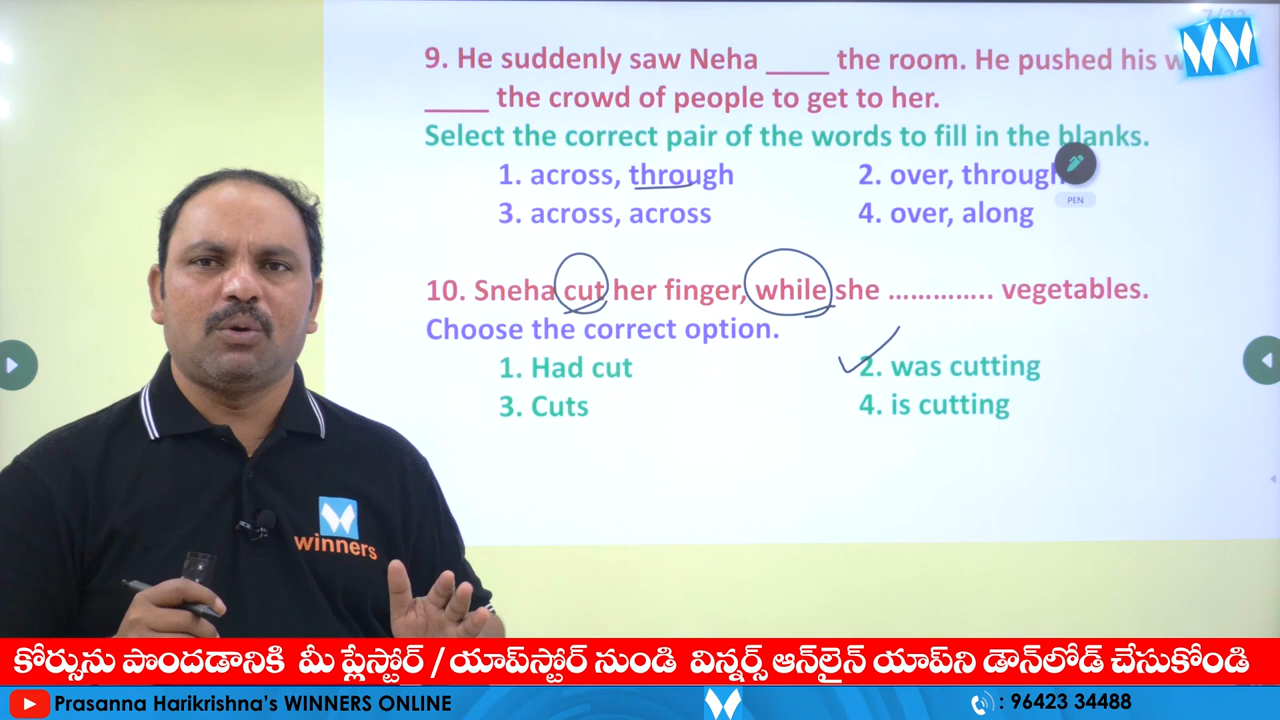 7/22
9. He suddenly saw Neha ____ the room. He pushed his w
____ the crowd of people to get to her.
Select the correct pair of the words to fill in the blanks.
1. across, through
2. over, through
3. across, across
4. over, along
PEN
10. Sneha cut her finger, while she ………….. vegetables.
Choose the correct option.
1. Had cut
2. was cutting
3. Cuts
4. is cutting
winners
కోర్సును పొందడానికి మీ ప్లేస్టోర్ / యాప్‌స్టోర్ నుండి విన్నర్స్ ఆన్‌లైన్ యాప్‌ని డౌన్‌లోడ్ చేసుకోండి
Prasanna Harikrishna's WINNERS ONLINE
: 96423 34488